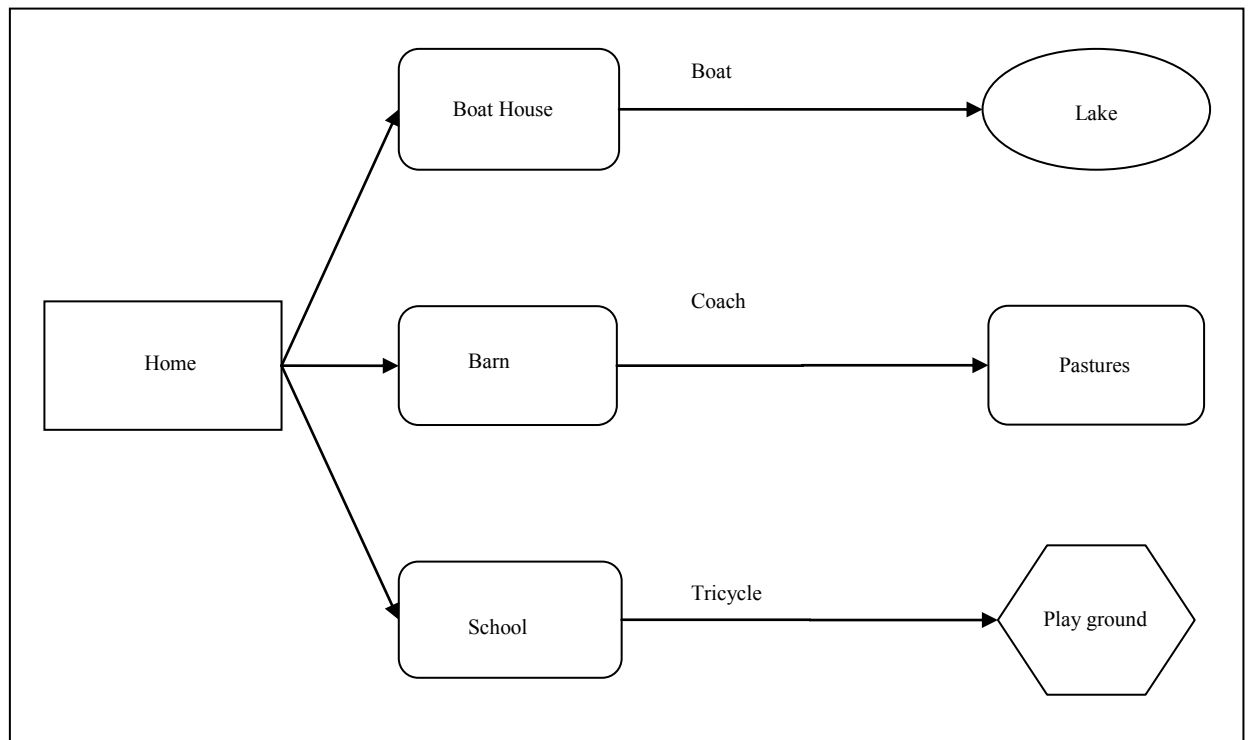 Boat
Boat House
Lake
Coach
Home
Barn
Pastures
Tricycle
School
Play ground